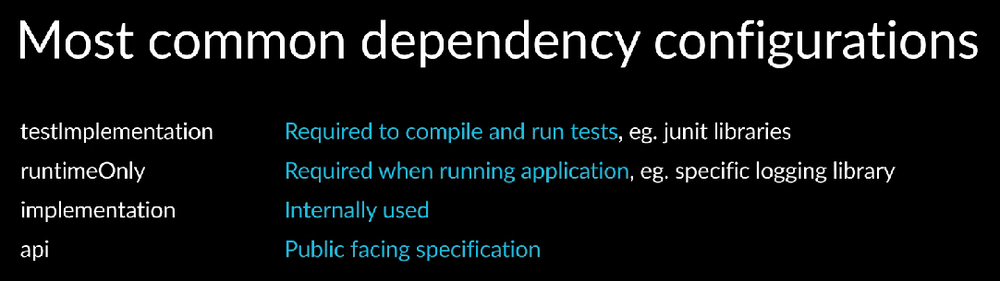 Most common dependency configurations
testImplementation Required to compile and run tests, eg. junit libraries
runtimeOnly Required when running application, eg. specific logging library
implementation Internally used
api Public facing specification